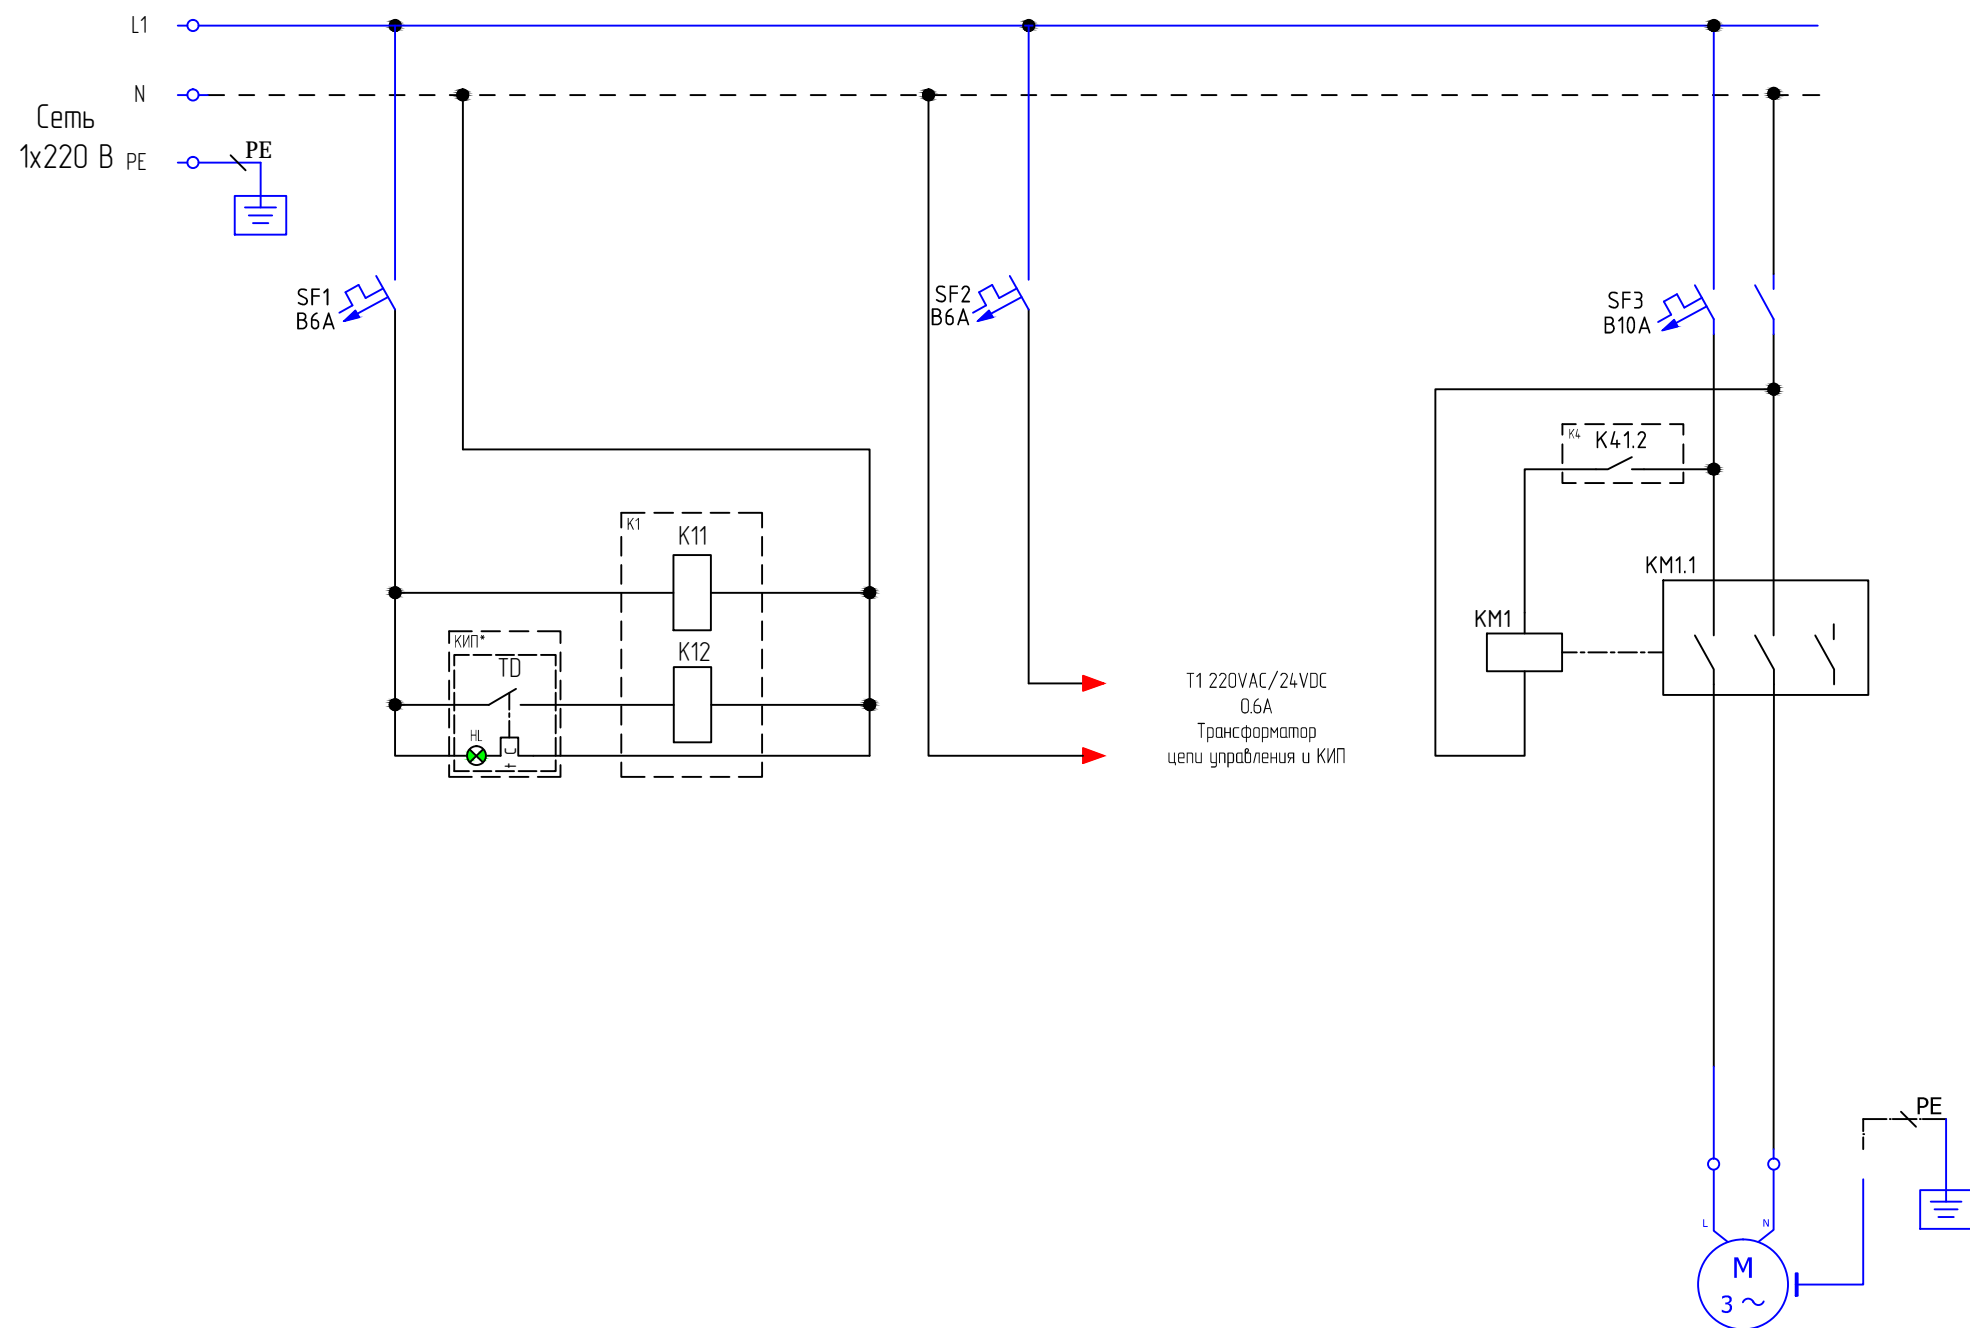 L1
N
Сеть
1x220 В
PE
PE
SF1
B6A
SF2
B6A
SF3
B10A
K4
K41.2
K1
K11
KM1.1
KM1
КИП*
TD
K12
HL
t
T1 220VAC/24VDC
0.6A
Трансформатор
цепи управления и КИП
PE
L
N
M
3 ~